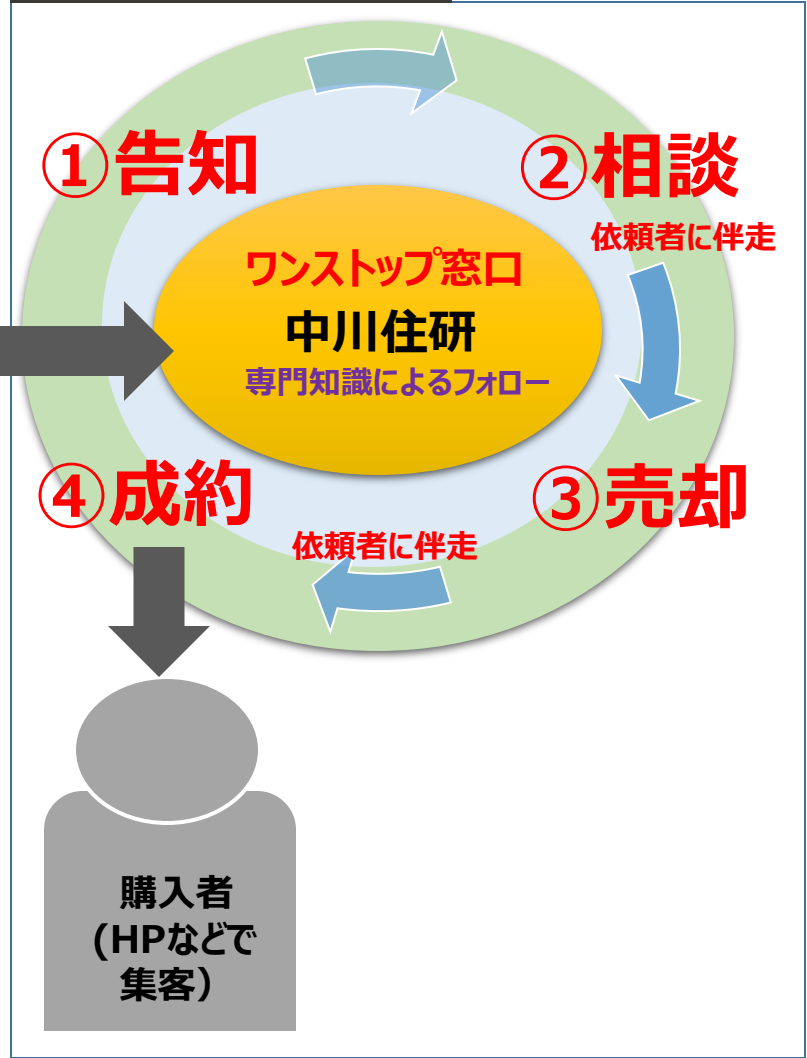 ①告知
②相談
依頼者に伴走
ワンストップ窓口
中川住研
専門知識によるフォロー
④成約
③売却
依頼者に伴走
購入者
(HPなどで
集客）